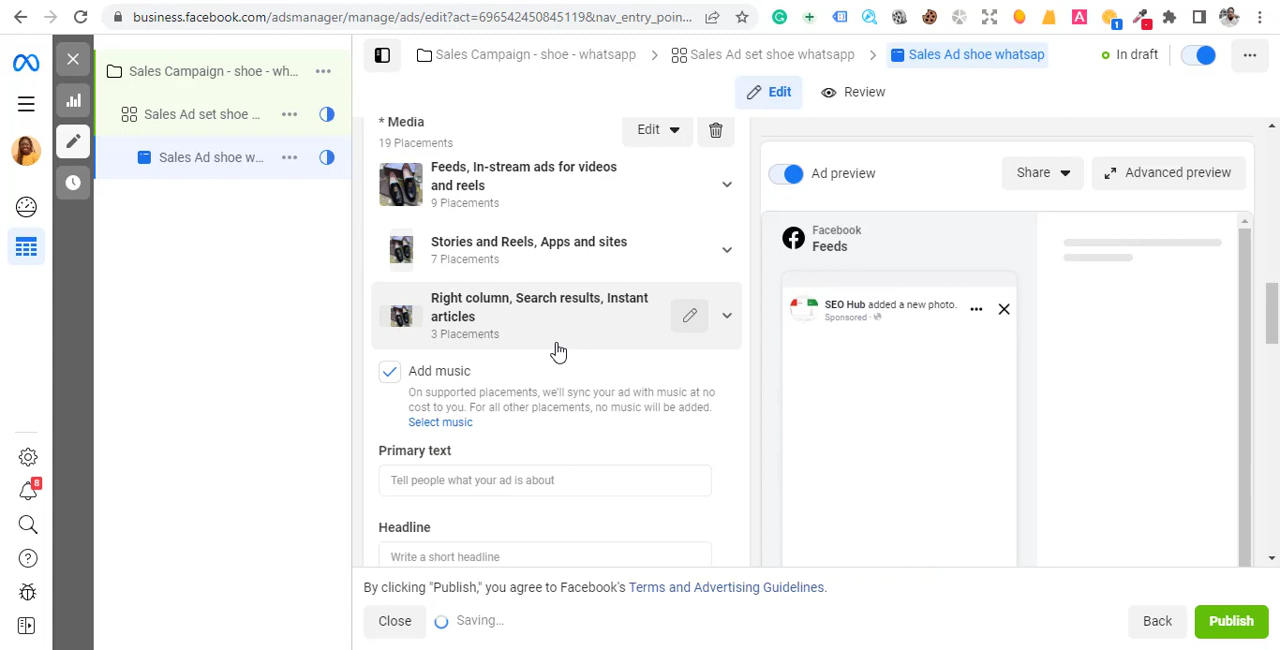 business.facebook.com/adsmanager/manage/ads/edit?act=696542450845119&nav_entry_poin...
Sales Campaign - shoe - wh...
Sales Ad set shoe ...
Sales Ad shoe w...
8
1
Sales Campaign - shoe - whatsapp
Sales Ad set shoe whatsapp
Sales Ad shoe whatsap
In draft
Edit
Review
* Media
19 Placements
Edit
Feeds, In-stream ads for videos
and reels
9 Placements
Stories and Reels, Apps and sites
7 Placements
Right column, Search results, Instant
articles
3 Placements
Add music
On supported placements, we'll sync your ad with music at no
cost to you. For all other placements, no music will be added.
Select music
Primary text
Tell people what your ad is about
Headline
Write a short headline
Ad preview
Share
Advanced preview
Facebook
Feeds
SEO Hub added a new photo.
Sponsored ·
By clicking "Publish," you agree to Facebook's Terms and Advertising Guidelines.
Close
Saving...
Back
Publish